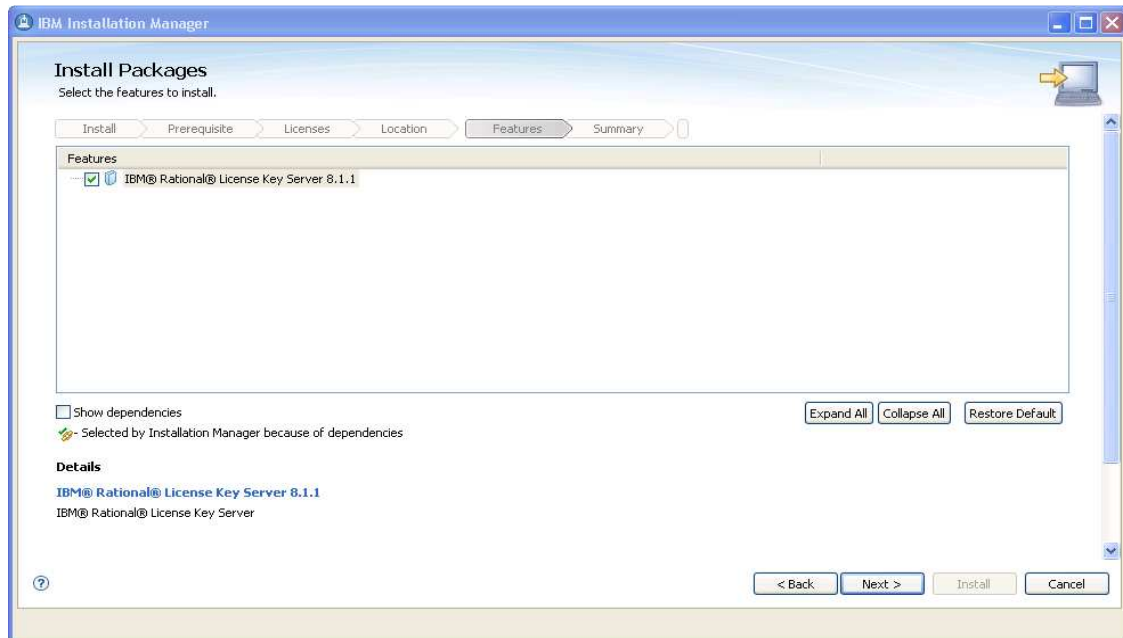 IBM Installation Manager
Install Packages
Select the features to install.
Install Prerequisite Licenses Location Features Summary
Features
IBM® Rational® License Key Server 8.1.1
Show dependencies
Expand All Collapse All Restore Default
- Selected by Installation Manager because of dependencies
Details
IBM® Rational® License Key Server 8.1.1
IBM® Rational® License Key Server
? < Back Next > Install Cancel